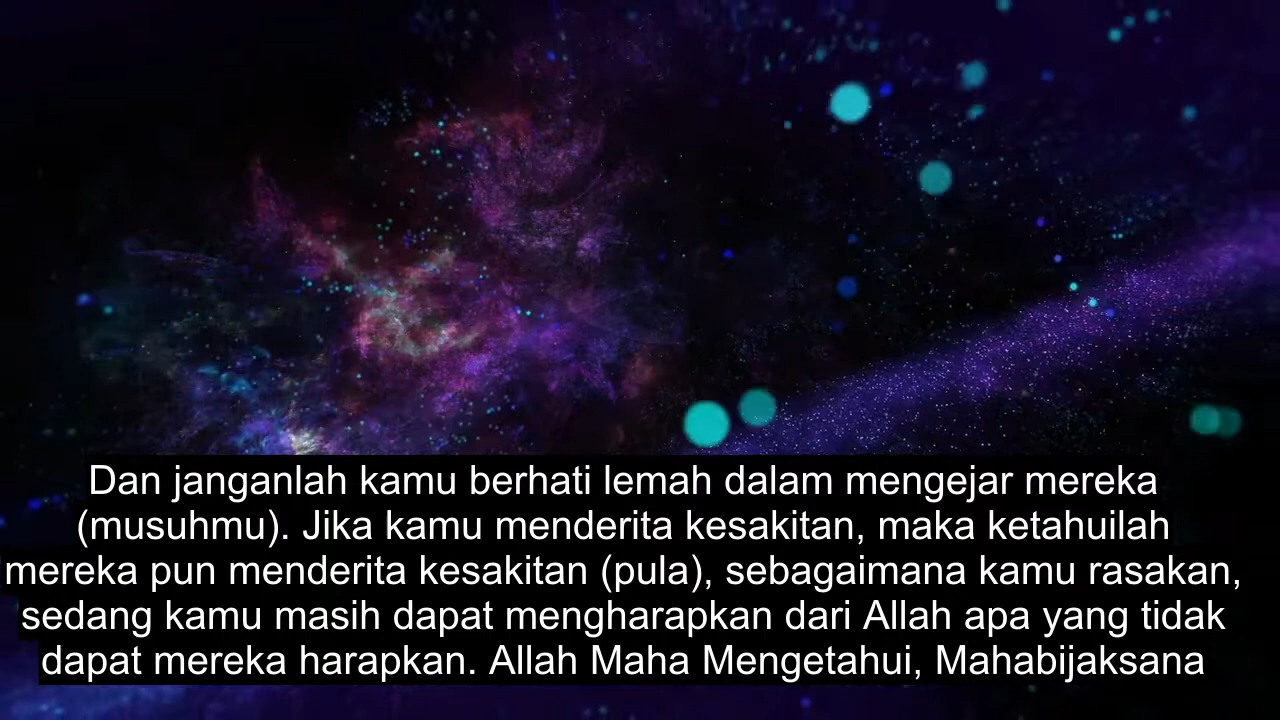 Dan janganlah kamu berhati lemah dalam mengejar mereka
(musuhmu). Jika kamu menderita kesakitan, maka ketahuilah
mereka pun menderita kesakitan (pula), sebagaimana kamu rasakan,
sedang kamu masih dapat mengharapkan dari Allah apa yang tidak
dapat mereka harapkan. Allah Maha Mengetahui, Mahabijaksana